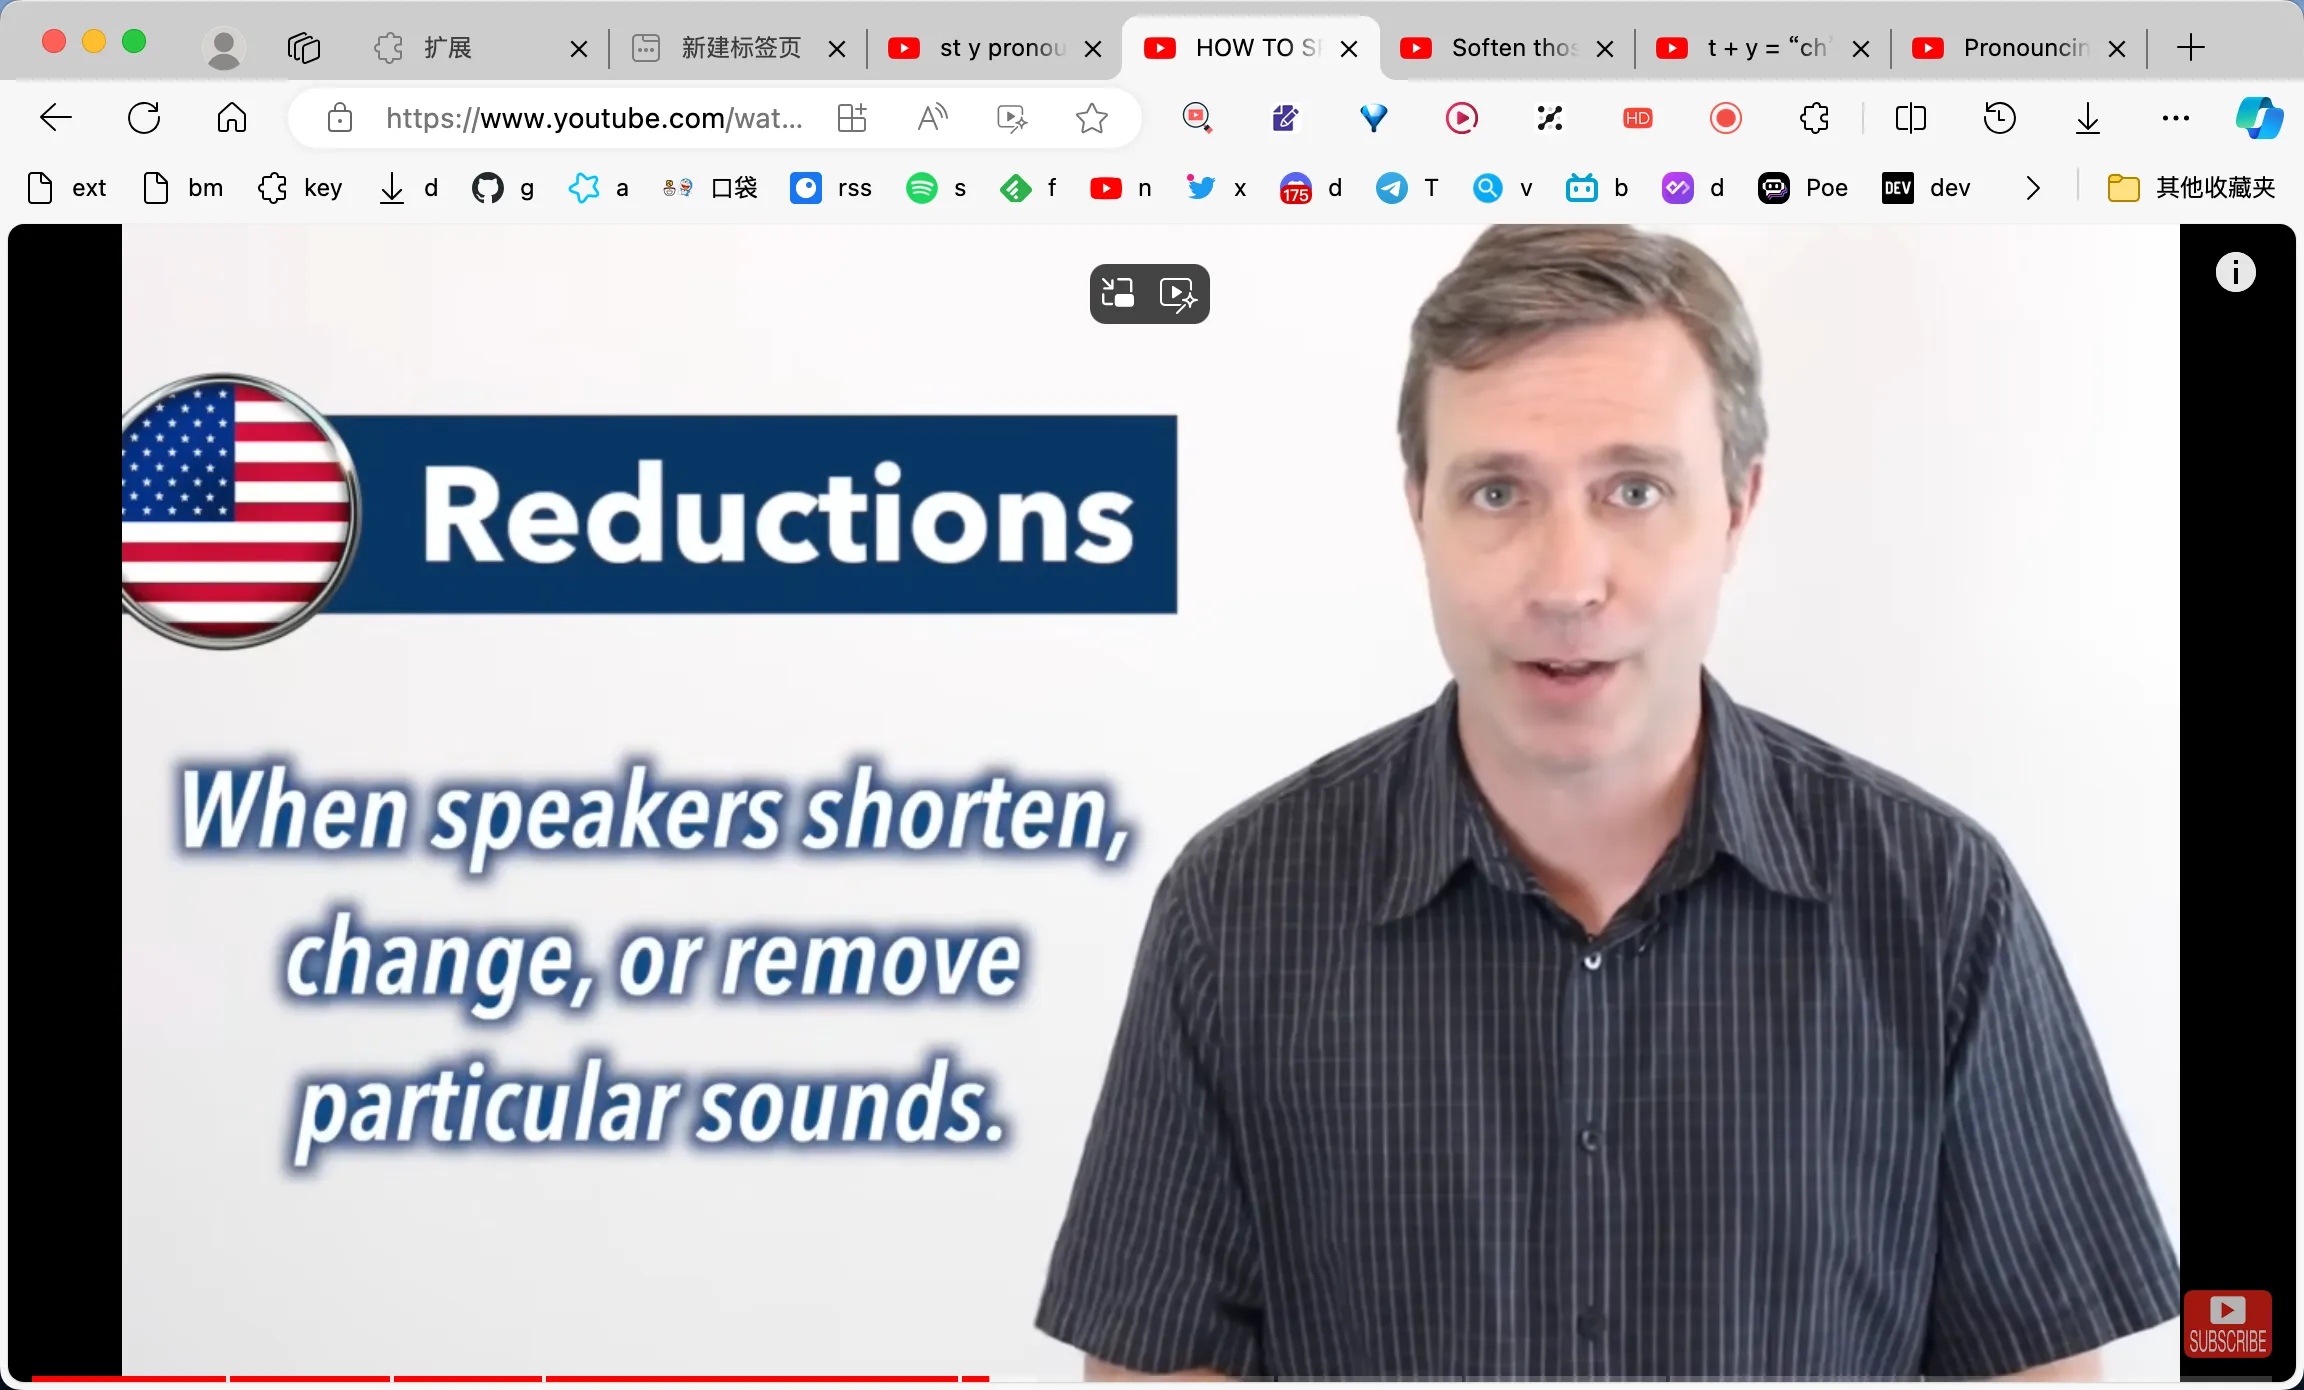 扩展
新建标签页
st y pronou
HOW TO SP
Soften thos
t + y = “ch”
Pronouncin
https://www.youtube.com/wat...
HD
ext
bm
key
d
g
a
口袋
rss
s
f
n
x
175
d
T
v
b
d
Poe
DEV
dev
其他收藏夹
Reductions
When speakers shorten,
change, or remove
particular sounds.
SUBSCRIBE